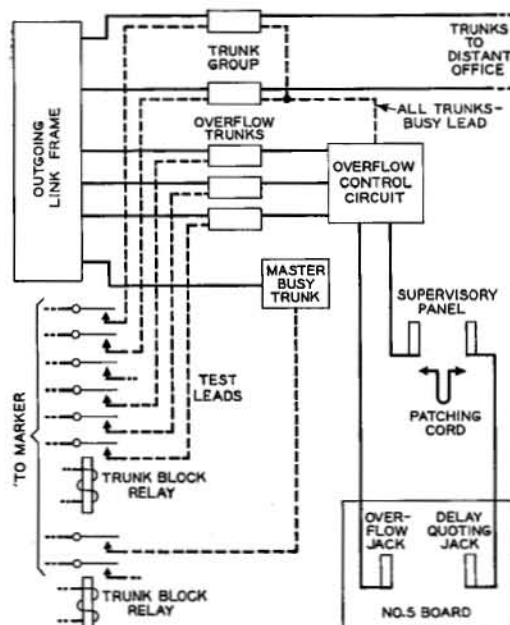 OUTGOING
LINK FRAME
TRUNK
GROUP
TRUNKS
TO
DISTANT
OFFICE
ALL TRUNKS-
BUSY LEAD
OVERFLOW
TRUNKS
OVERFLOW
CONTROL
CIRCUIT
MASTER
BUSY
TRUNK
SUPERVISORY
PANEL
PATCHING
CORD
TEST
LEADS
TO MARKER
TRUNK BLOCK
RELAY
TRUNK BLOCK
RELAY
OVER-
FLOW
JACK
DELAY
QUOTING
JACK
NO.5 BOARD